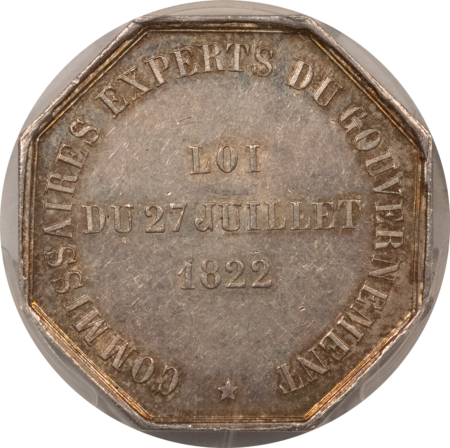 COMMISSAIRES EXPERTS DU GOUVERNEMENT
LOI
DU 27 JUILLET
1822